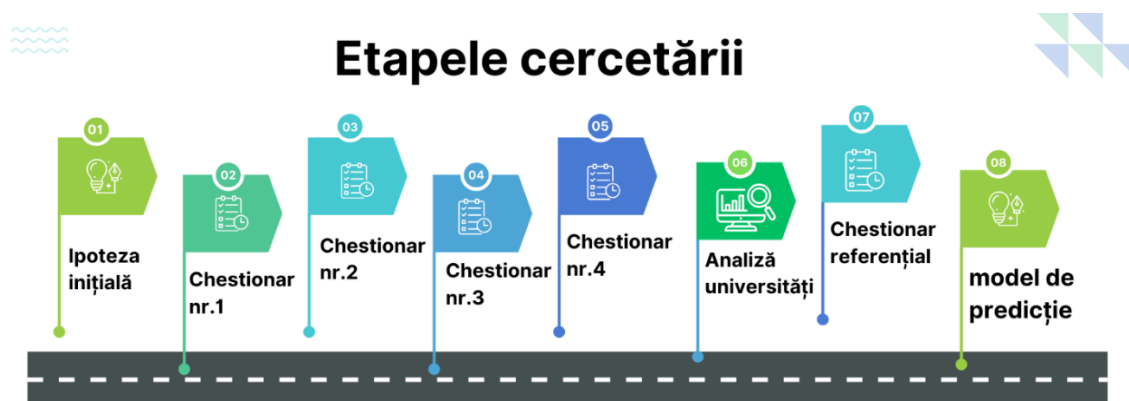 Etapele cercetării
01
Ipoteza
inițială
02
Chestionar
nr.1
03
Chestionar
nr.2
04
Chestionar
nr.3
05
Chestionar
nr.4
06
Analiză
universități
07
Chestionar
referențial
08
model de
predicție